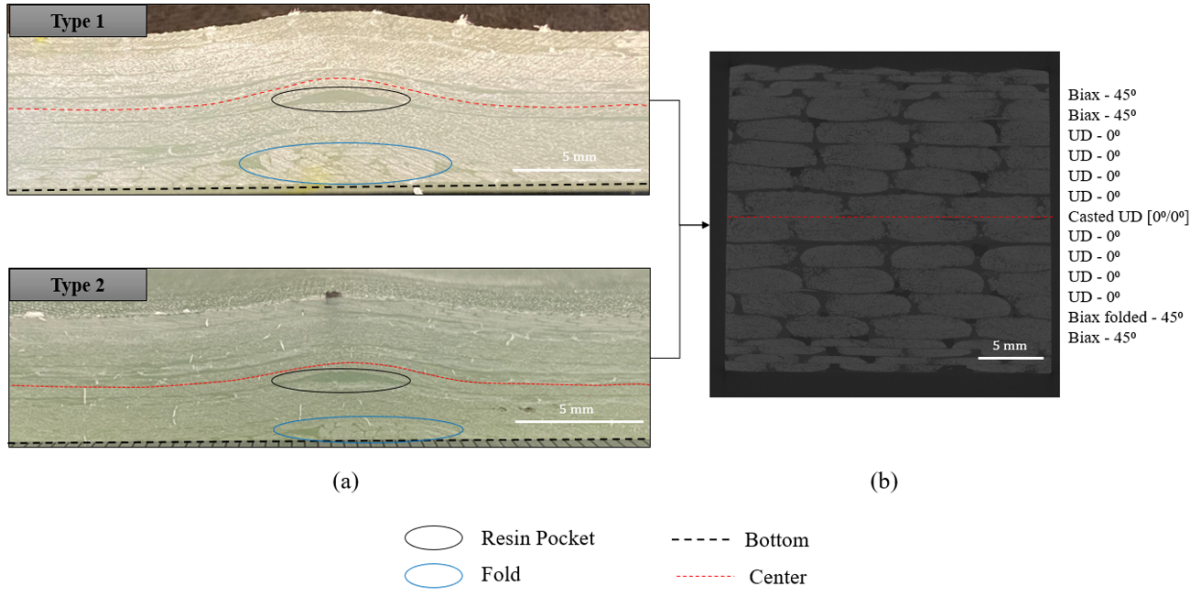 Type 1
5 mm
Type 2
5 mm
(a)
Biax - 45⁰
Biax - 45⁰
UD - 0⁰
UD - 0⁰
UD - 0⁰
UD - 0⁰
Casted UD [0⁰/0⁰]
UD - 0⁰
UD - 0⁰
UD - 0⁰
UD - 0⁰
Biax folded - 45⁰
Biax - 45⁰
5 mm
(b)
Resin Pocket
Fold
Bottom
Center